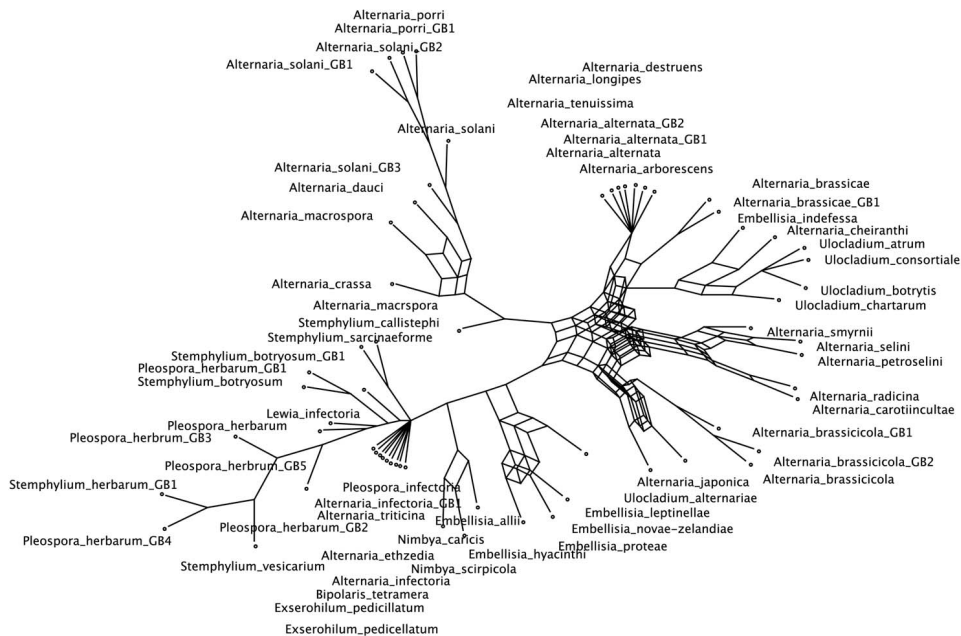 Alternaria_porri
Alternaria_porri_GB1
Alternaria_solani_GB2
Alternaria_solani_GB1
Alternaria_destruens
Alternaria_longipes
Alternaria_tenuissima
Alternaria_alternata_GB2
Alternaria_solani
Alternaria_alternata_GB1
Alternaria_alternata
Alternaria_solani_GB3
Alternaria_arborescens
Alternaria_dauci
Alternaria_brassicae
Alternaria_macrospora
Alternaria_brassicae_GB1
Embellisia_indefessa
Alternaria_cheiranthi
Ulocladium_atrum
Ulocladium_consortiale
Alternaria_crassa
Ulocladium_botrytis
Alternaria_macrspora
Ulocladium_chartarum
Stemphylium_callistephi
Stemphylium_sarcinaeforme
Alternaria_smyrnii
Alternaria_selini
Stemphylium_botryosum_GB1
Alternaria_petroselini
Pleospora_herbarum_GB1
Stemphylium_botryosum
Alternaria_radicina
Lewia_infectoria
Alternaria_carotiincultae
Pleospora_herbarum
Pleospora_herbrum_GB3
Alternaria_brassicicola_GB1
Pleospora_herbrum_GB5
Alternaria_brassicicola_GB2
Stemphylium_herbarum_GB1
Pleospora_infectoria
Alternaria_japonica
Alternaria_brassicicola
Alternaria_infectoria_GB1
Ulocladium_alternariae
Alternaria_triticina
Embellisia_allii
Embellisia_leptinellae
Pleospora_herbarum_GB2
Embellisia_novae-zelandiae
Pleospora_herbarum_GB4
Nimbya_caricis
Embellisia_proteae
Alternaria_ethzedia
Embellisia_hyacinthi
Stemphylium_vesicarium
Nimbya_scirpicola
Alternaria_infectoria
Bipolaris_tetramera
Exserohilum_pedicillatum
Exserohilum_pedicellatum